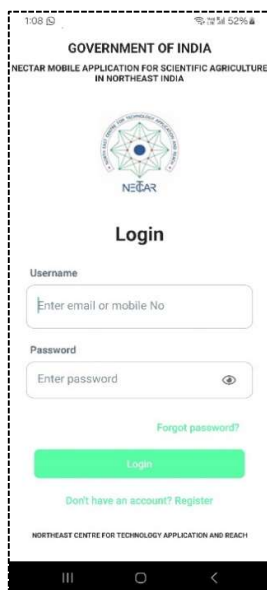 1:08 52%
GOVERNMENT OF INDIA
NECTAR MOBILE APPLICATION FOR SCIENTIFIC AGRICULTURE
IN NORTHEAST INDIA
NECTAR
Login
Username
Enter email or mobile No
Password
Enter password
Forgot password?
Login
Don't have an account? Register
NORTHEAST CENTRE FOR TECHNOLOGY APPLICATION AND REACH